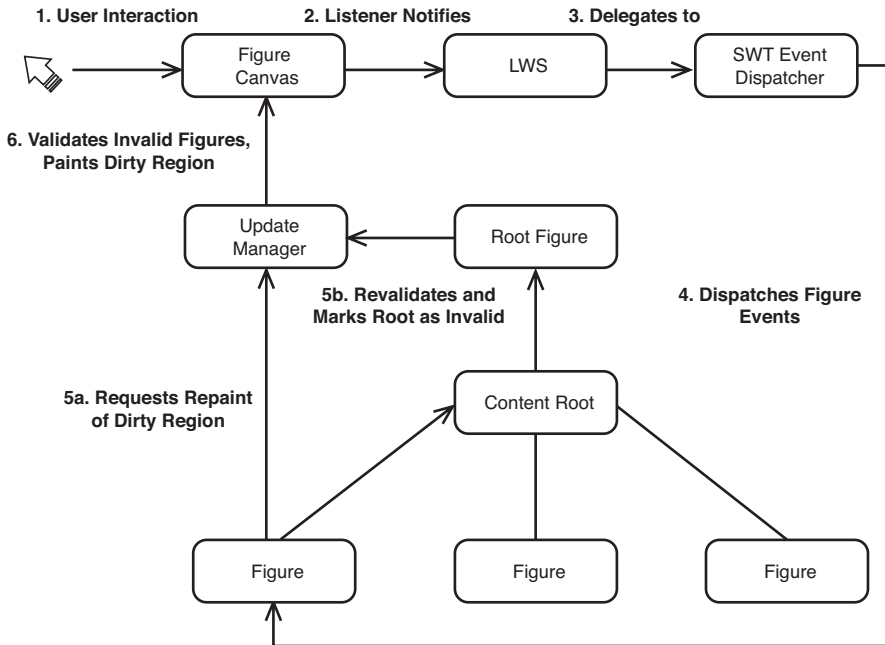 1. User Interaction
2. Listener Notifies
3. Delegates to
Figure
Canvas
LWS
SWT Event
Dispatcher
6. Validates Invalid Figures,
Paints Dirty Region
Update
Manager
Root Figure
5b. Revalidates and
Marks Root as Invalid
4. Dispatches Figure
Events
5a. Requests Repaint
of Dirty Region
Content Root
Figure
Figure
Figure